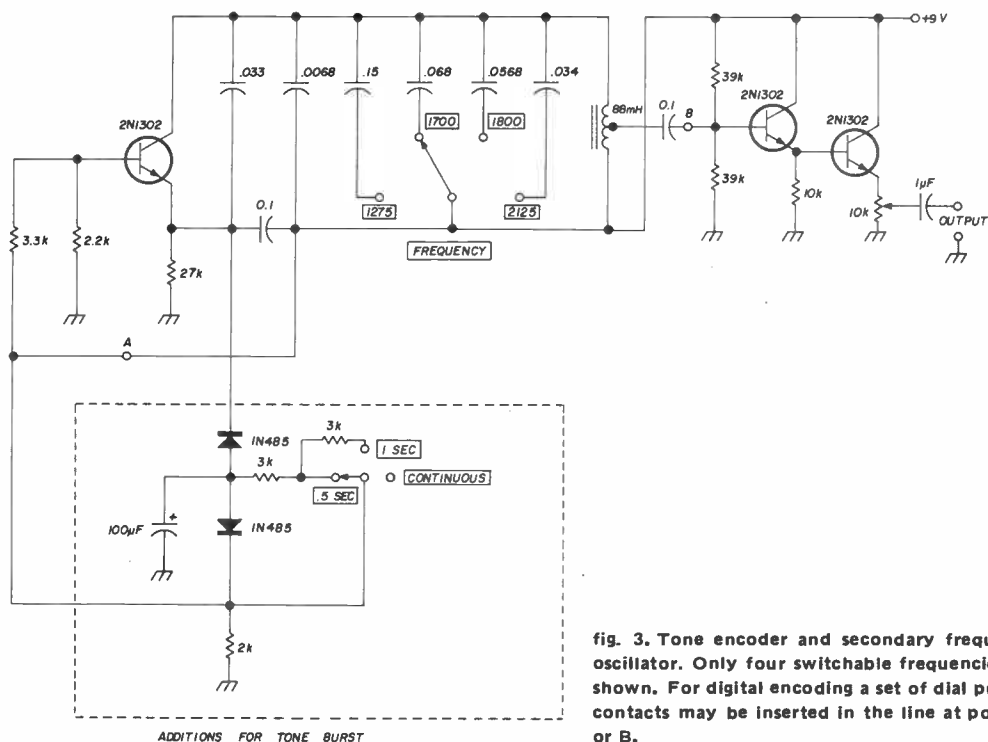 +9 V
.033
.0068
.15
.068
.0568
.034
2N1302
1700
1800
88mH
0.1
B
39k
2N1302
2N1302
39k
10k
10k
1µF
OUTPUT
1275
2125
0.1
FREQUENCY
3.3k
2.2k
27k
A
1N485
3k
3k
1 SEC
CONTINUOUS
.5 SEC
100µF
+
1N485
2k
ADDITIONS FOR TONE BURST
fig. 3. Tone encoder and secondary frequ
oscillator. Only four switchable frequenci
shown. For digital encoding a set of dial pu
contacts may be inserted in the line at po
or B.